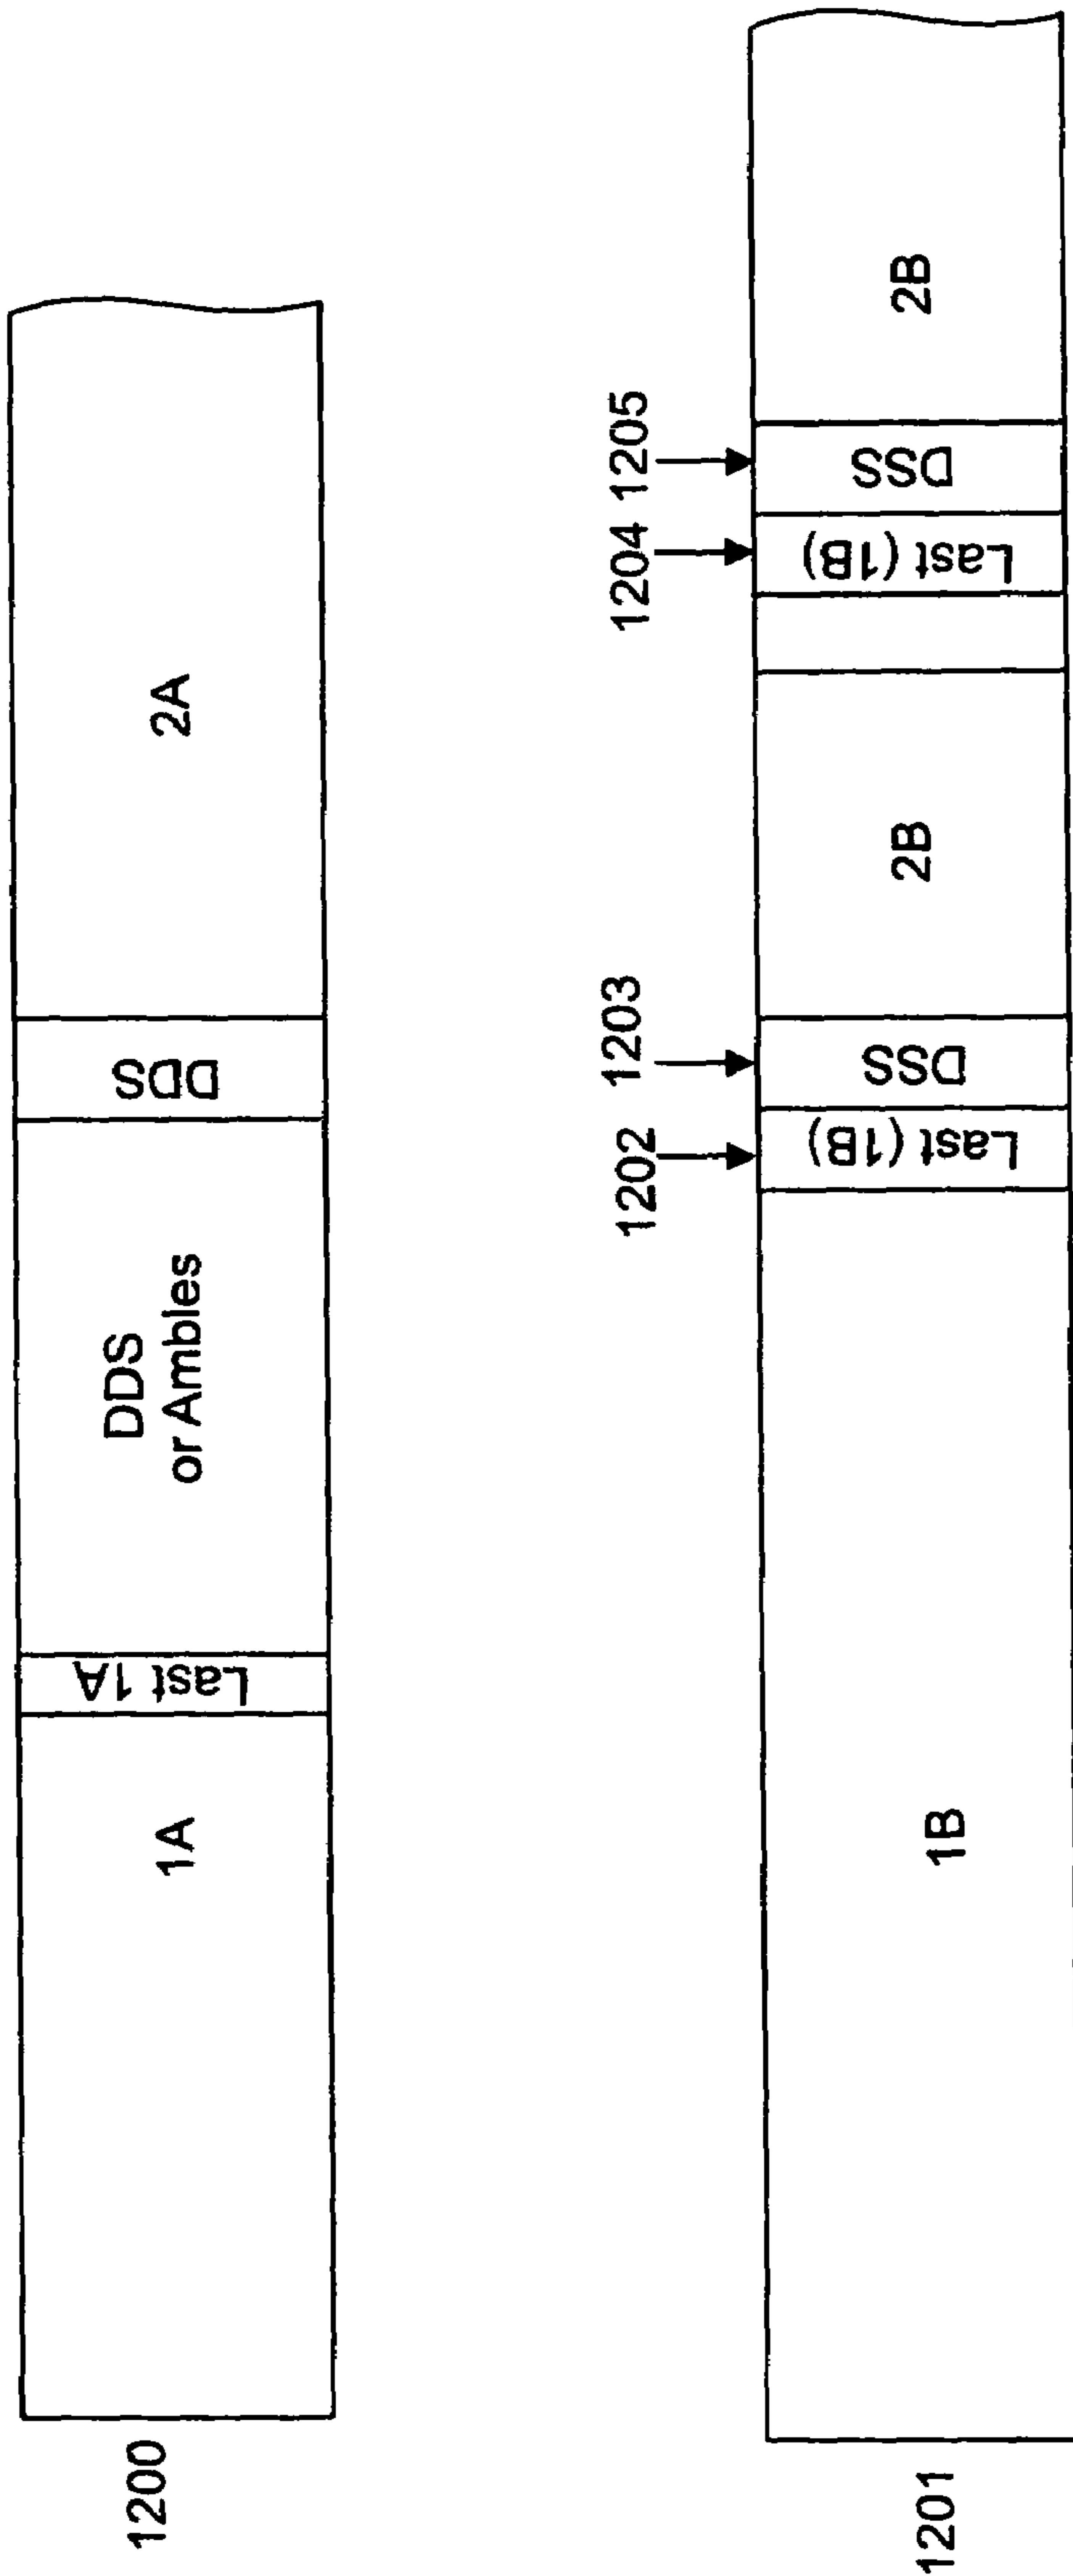 1200
1A
Last 1A
DDS
or Ambles
DDS
2A
1202
1203
1204
1205
1201
1B
Last (1B)
DSS
2B
Last (1B)
DSS
2B